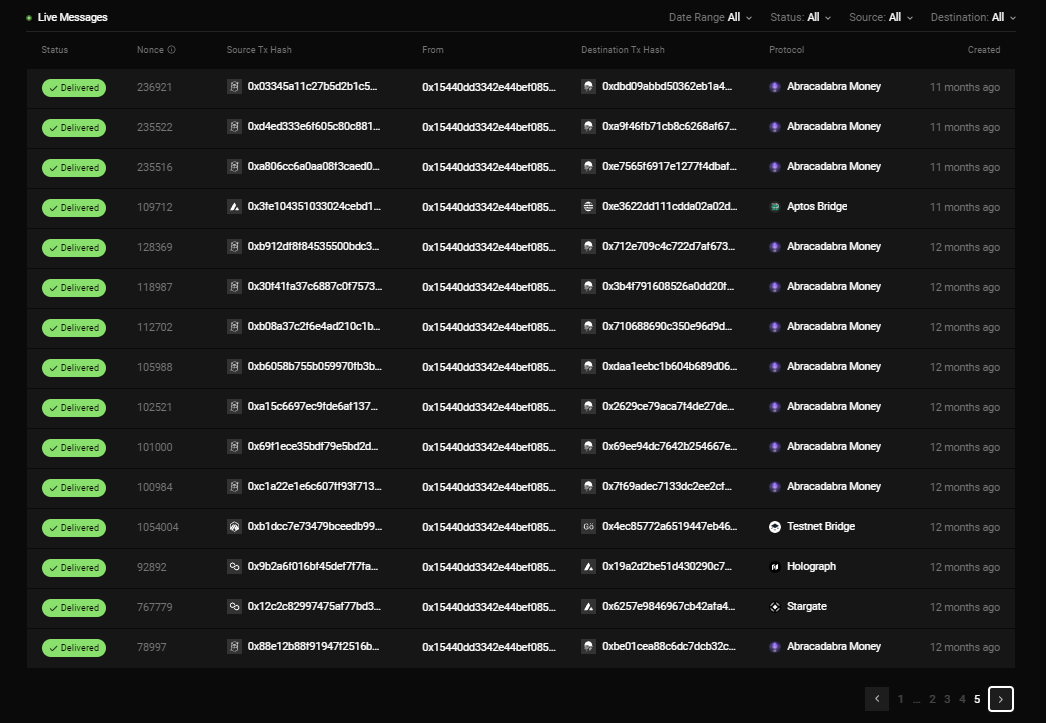 Live Messages Date Range All Status: All Source: All Destination: All
Status Nonce Source Tx Hash From Destination Tx Hash Protocol Created
Delivered 236921 0x03345a11c27b5d2b1c5... 0x15440dd3342e44bef085... 0xdbd09abbd50362eb1a4... Abracadabra Money 11 months ago
Delivered 235522 0xd4ed333e6f605c80c881... 0x15440dd3342e44bef085... 0xa9f46fb71cb8c6268af67... Abracadabra Money 11 months ago
Delivered 235516 0xa806cc6a0aa08f3caed0... 0x15440dd3342e44bef085... 0xe7565f6917e1277f4dbaf... Abracadabra Money 11 months ago
Delivered 109712 0x3fe104351033024cebd1... 0x15440dd3342e44bef085... 0xe3622dd111cdda02a02d... Aptos Bridge 11 months ago
Delivered 128369 0xb912df8f84535500bdc3... 0x15440dd3342e44bef085... 0x712e709c4c722d7af673... Abracadabra Money 12 months ago
Delivered 118987 0x30f41fa37c6887c0f7573... 0x15440dd3342e44bef085... 0x3b4f791608526a0dd20f... Abracadabra Money 12 months ago
Delivered 112702 0xb08a37c2f6e4ad210c1b... 0x15440dd3342e44bef085... 0x710688690c350e96d9d... Abracadabra Money 12 months ago
Delivered 105988 0xb6058b755b059970fb3b... 0x15440dd3342e44bef085... 0xdaa1eebc1b604b689d06... Abracadabra Money 12 months ago
Delivered 102521 0xa15c6697ec9fde6af137... 0x15440dd3342e44bef085... 0x2629ce79aca7f4de27de... Abracadabra Money 12 months ago
Delivered 101000 0x69f1ece35bdf79e5bd2d... 0x15440dd3342e44bef085... 0x69ee94dc7642b254667e... Abracadabra Money 12 months ago
Delivered 100984 0xc1a22e1e6c607ff93f713... 0x15440dd3342e44bef085... 0x7f69adec7133dc2ee2cf... Abracadabra Money 12 months ago
Delivered 1054004 0xb1dcc7e73479bceedb99... 0x15440dd3342e44bef085... Gö 0x4ec85772a6519447eb46... Testnet Bridge 12 months ago
Delivered 92892 0x9b2a6f016bf45def7f7fa... 0x15440dd3342e44bef085... 0x19a2d2be51d430290c7... Holograph 12 months ago
Delivered 767779 0x12c2c82997475af77bd3... 0x15440dd3342e44bef085... 0x6257e9846967cb42afa4... Stargate 12 months ago
Delivered 78997 0x88e12b88f91947f2516b... 0x15440dd3342e44bef085... 0xbe01cea88c6dc7dcb32c... Abracadabra Money 12 months ago
1 ... 2 3 4 5